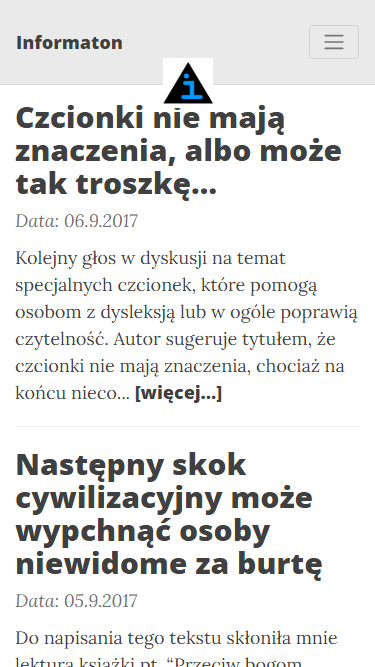 Informaton
i
Czcionki nie mają
znaczenia, albo może
tak troszkę...
Data: 06.9.2017
Kolejny głos w dyskusji na temat
specjalnych czcionek, które pomogą
osobom z dysleksją lub w ogóle poprawią
czytelność. Autor sugeruje tytułem, że
czcionki nie mają znaczenia, chociaż na
końcu nieco... [więcej...]
Następny skok
cywilizacyjny może
wypchnąć osoby
niewidome za burtę
Data: 05.9.2017
Do napisania tego tekstu skłoniła mnie
lektura książki pt. “Przeciw bogom